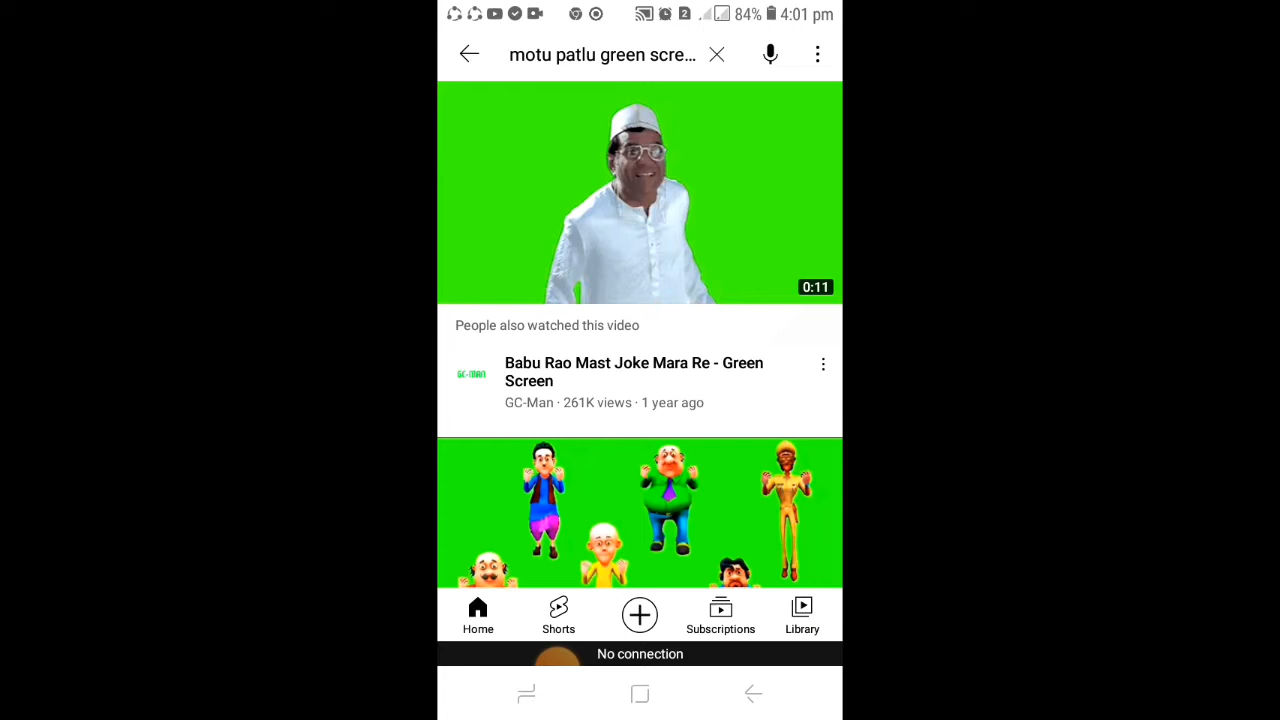 2 84% 4:01 pm
motu patlu green scre...
0:11
People also watched this video
GC-MAN
Babu Rao Mast Joke Mara Re - Green
Screen
GC-Man · 261K views · 1 year ago
Home Shorts Subscriptions Library
No connection